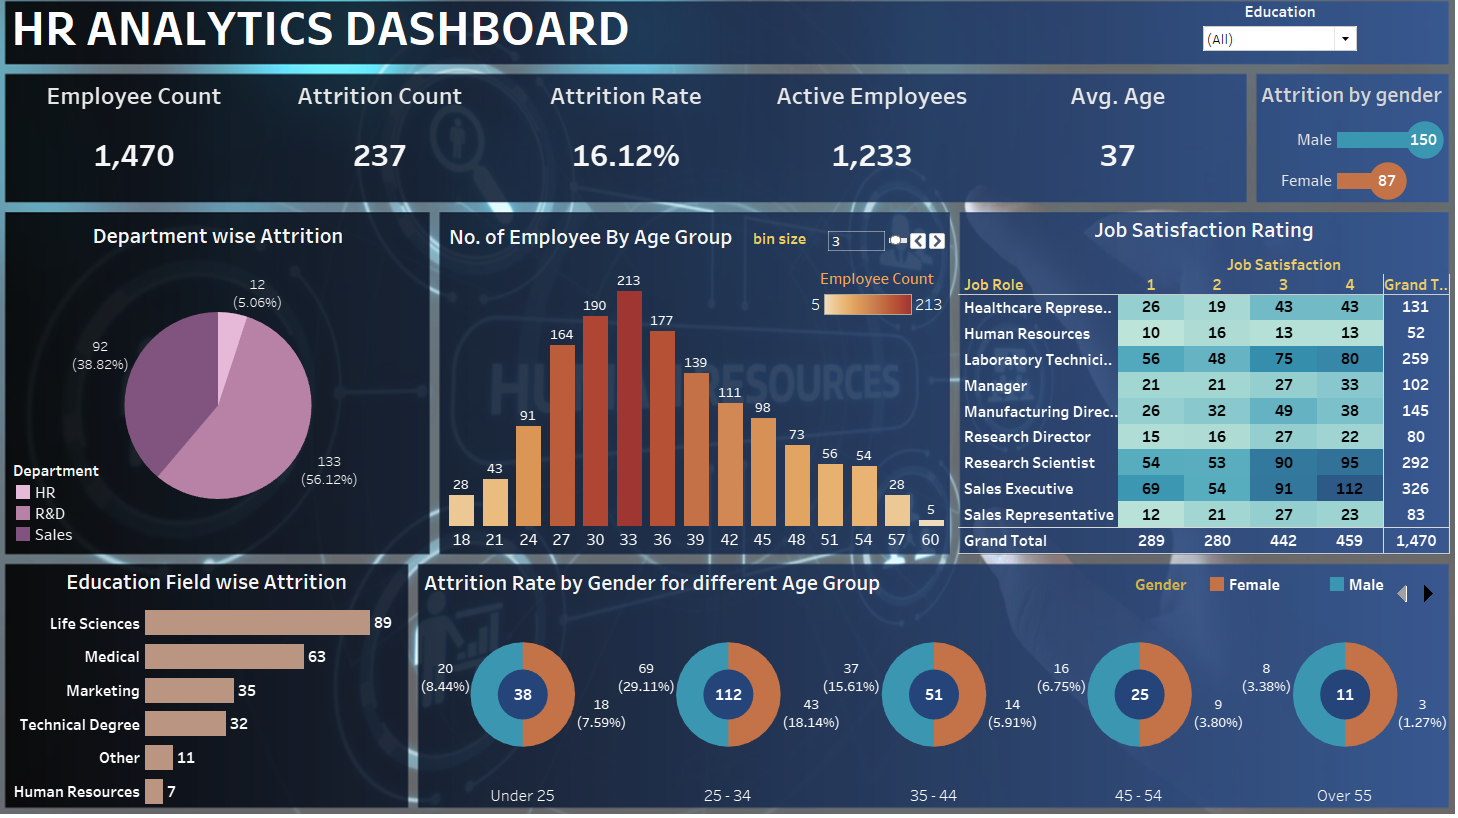 HR ANALYTICS DASHBOARD
Education
(All)
Employee Count
Attrition Count
Attrition Rate
Active Employees
Avg. Age
1,470
237
16.12%
1,233
37
Attrition by gender
Male 150
Female 87
Department wise Attrition
12
(5.06%)
92
(38.82%)
133
(56.12%)
Department
HR
R&D
Sales
No. of Employee By Age Group
bin size
3
Employee Count
5 213
28 43 91 164 190 213 177 139 111 98 73 56 54 28 5
18 21 24 27 30 33 36 39 42 45 48 51 54 57 60
HUMAN RESOURCES
Job Satisfaction Rating
Job Satisfaction
Job Role 1 2 3 4 Grand T..
Healthcare Represe.. 26 19 43 43 131
Human Resources 10 16 13 13 52
Laboratory Technici.. 56 48 75 80 259
Manager 21 21 27 33 102
Manufacturing Direc.. 26 32 49 38 145
Research Director 15 16 27 22 80
Research Scientist 54 53 90 95 292
Sales Executive 69 54 91 112 326
Sales Representative 12 21 27 23 83
Grand Total 289 280 442 459 1,470
Education Field wise Attrition
Life Sciences 89
Medical 63
Marketing 35
Technical Degree 32
Other 11
Human Resources 7
Attrition Rate by Gender for different Age Group
Gender Female Male
20
(8.44%)
38
18
(7.59%)
69
(29.11%)
112
43
(18.14%)
37
(15.61%)
51
14
(5.91%)
16
(6.75%)
25
9
(3.80%)
8
(3.38%)
11
3
(1.27%)
Under 25
25 - 34
35 - 44
45 - 54
Over 55